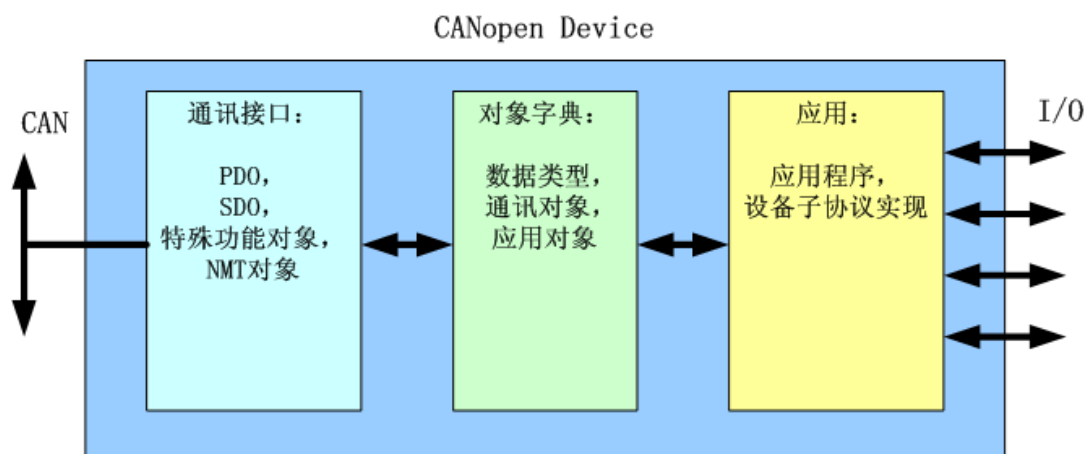 CANopen Device
CAN
通讯接口:
PDO,
SDO,
特殊功能对象,
NMT对象
对象字典:
数据类型,
通讯对象,
应用对象
应用:
应用程序,
设备子协议实现
I/O